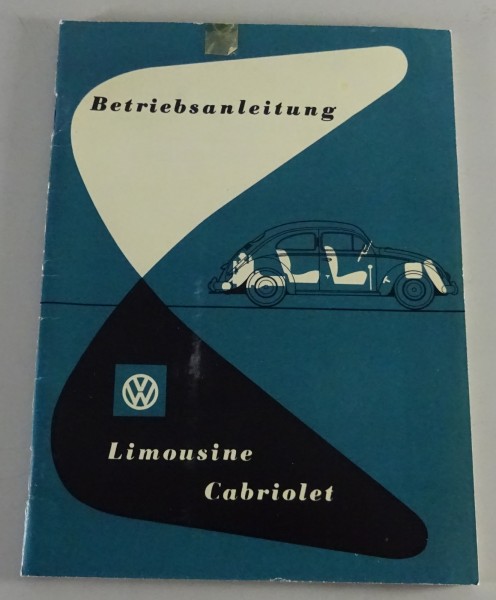 Betriebsanleitung
VW
Limousine
Cabriolet